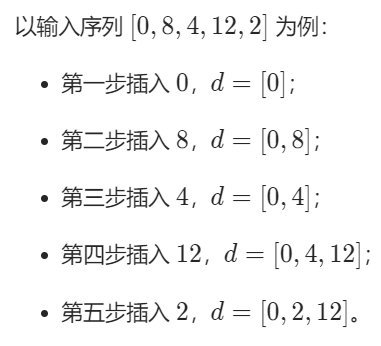 以输入序列 [0, 8, 4, 12, 2] 为例：
• 第一步插入 0，d = [0]；
• 第二步插入 8，d = [0, 8]；
• 第三步插入 4，d = [0, 4]；
• 第四步插入 12，d = [0, 4, 12]；
• 第五步插入 2，d = [0, 2, 12]。